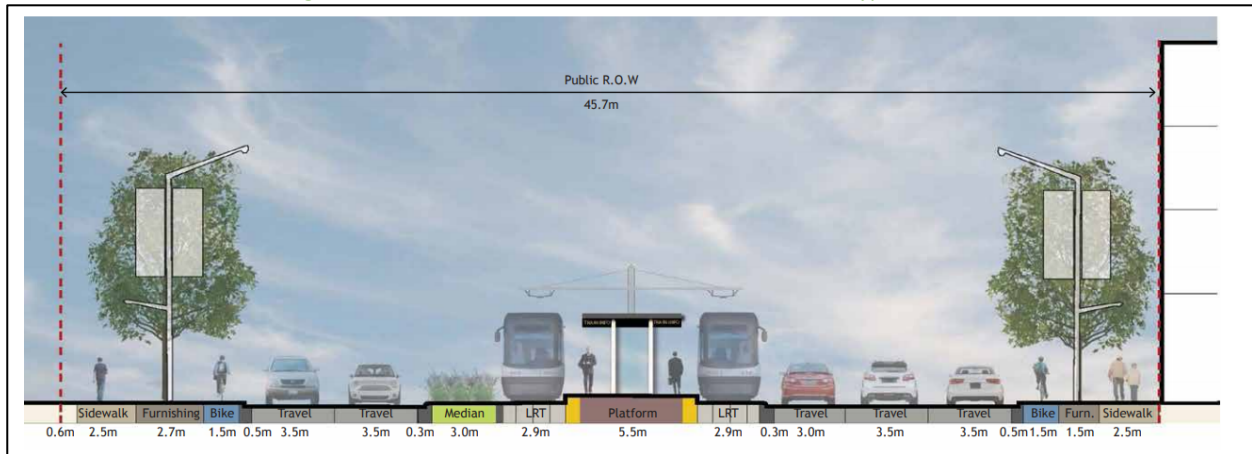 Public R.O.W
45.7m
Sidewalk Furnishing Bike Travel Travel Median LRT Platform LRT Travel Travel Travel Bike Furn. Sidewalk
0.6m 2.5m 2.7m 1.5m 0.5m 3.5m 3.5m 0.3m 3.0m 2.9m 5.5m 2.9m 0.3m 3.0m 3.5m 3.5m 0.5m 1.5m 1.5m 2.5m